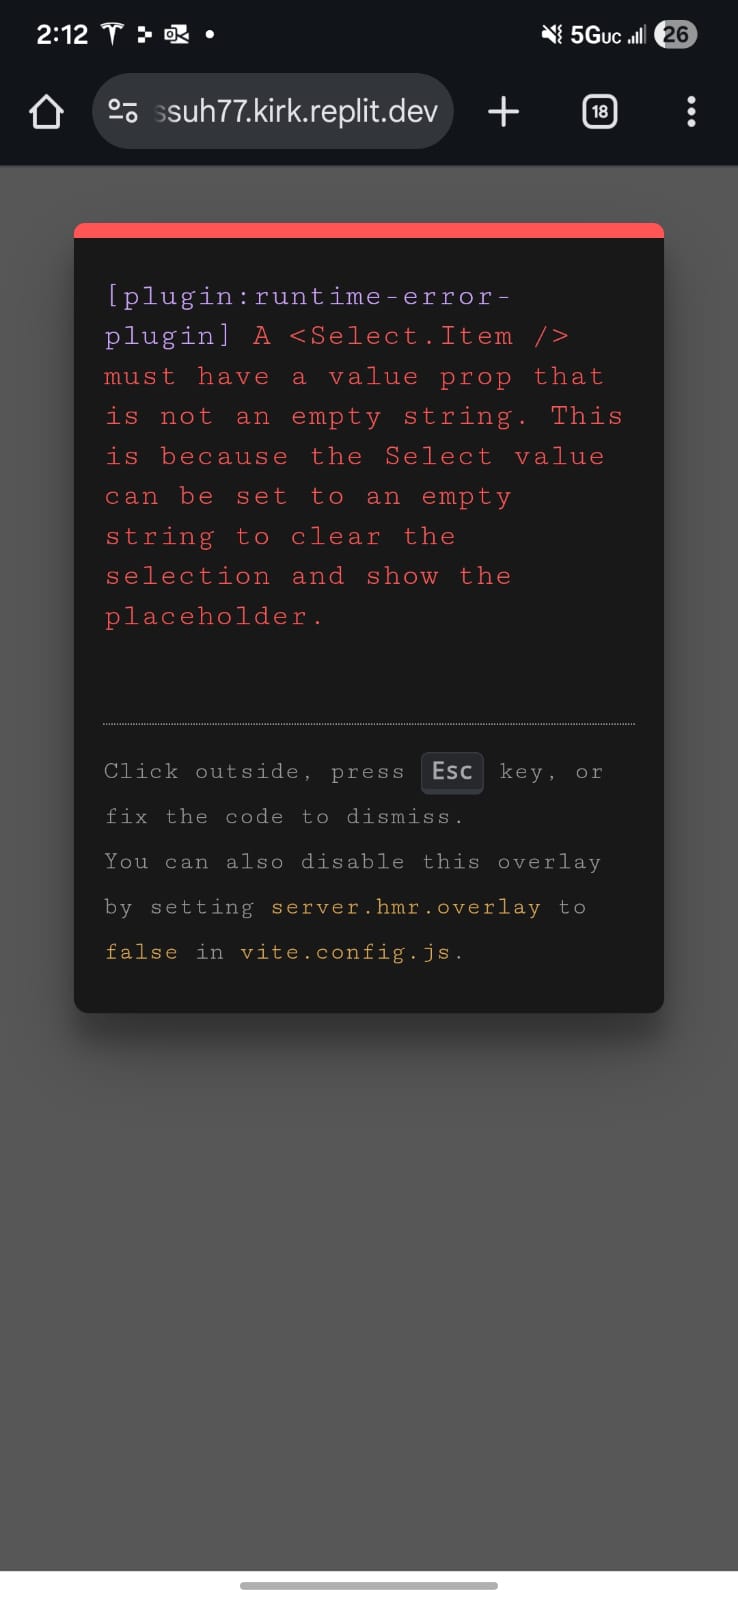 2:12
5GUC
26
ssuh77.kirk.replit.dev
18
[plugin:runtime-error-
plugin] A <Select.Item />
must have a value prop that
is not an empty string. This
is because the Select value
can be set to an empty
string to clear the
selection and show the
placeholder.
Click outside, press Esc key, or
fix the code to dismiss.
You can also disable this overlay
by setting server.hmr.overlay to
false in vite.config.js.